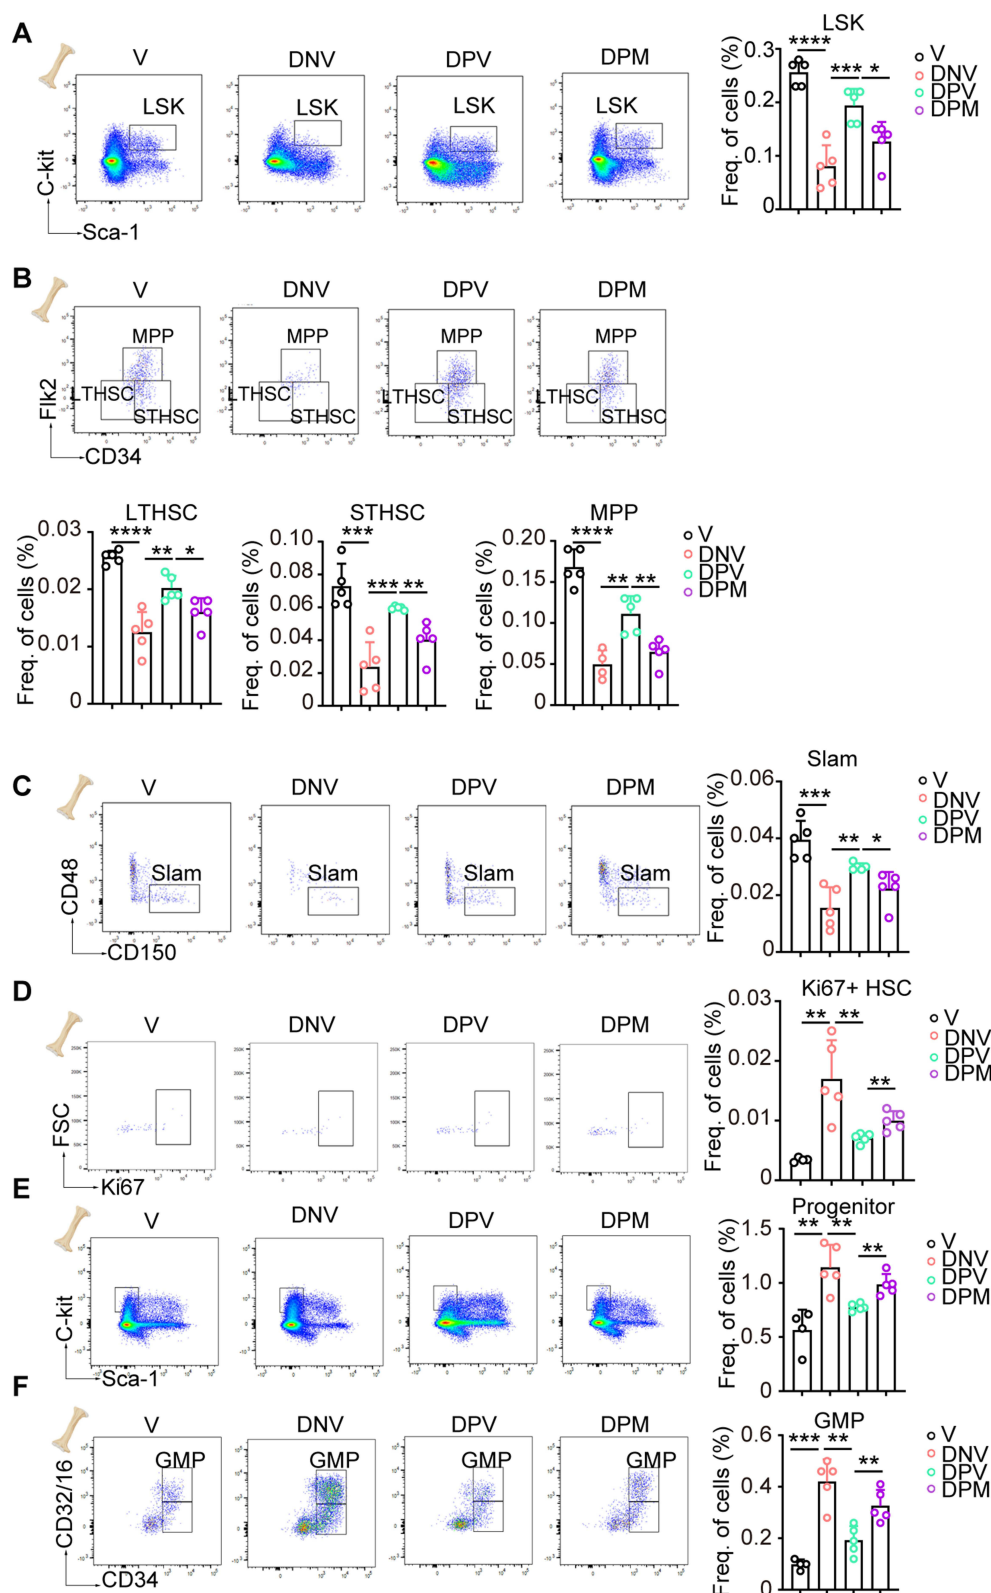 A
V
DNV
DPV
DPM
LSK
LSK
LSK
LSK
C-kit
Sca-1
LSK
Freq. of cells (%)
0.3
0.2
0.1
0
****
***
*
V
DNV
DPV
DPM
B
V
DNV
DPV
DPM
MPP
MPP
MPP
MPP
LTHSC
STHSC
LTHSC
STHSC
LTHSC
STHSC
LTHSC
STHSC
Flk2
CD34
LTHSC
Freq. of cells (%)
0.03
0.02
0.01
0
****
**
*
STHSC
Freq. of cells (%)
0.10
0.08
0.06
0.04
0.02
0
***
***
**
MPP
Freq. of cells (%)
0.20
0.15
0.10
0.05
0
****
**
**
V
DNV
DPV
DPM
C
V
DNV
DPV
DPM
Slam
Slam
Slam
Slam
CD48
CD150
Slam
Freq. of cells (%)
0.06
0.04
0.02
0
***
**
*
V
DNV
DPV
DPM
D
V
DNV
DPV
DPM
FSC
Ki67
Ki67+ HSC
Freq. of cells (%)
0.03
0.02
0.01
0
**
**
**
V
DNV
DPV
DPM
E
V
DNV
DPV
DPM
C-kit
Sca-1
Progenitor
Freq. of cells (%)
1.5
1.0
0.5
0
**
**
**
V
DNV
DPV
DPM
F
V
DNV
DPV
DPM
GMP
GMP
GMP
GMP
CD32/16
CD34
GMP
Freq. of cells (%)
0.6
0.4
0.2
0
***
**
**
V
DNV
DPV
DPM